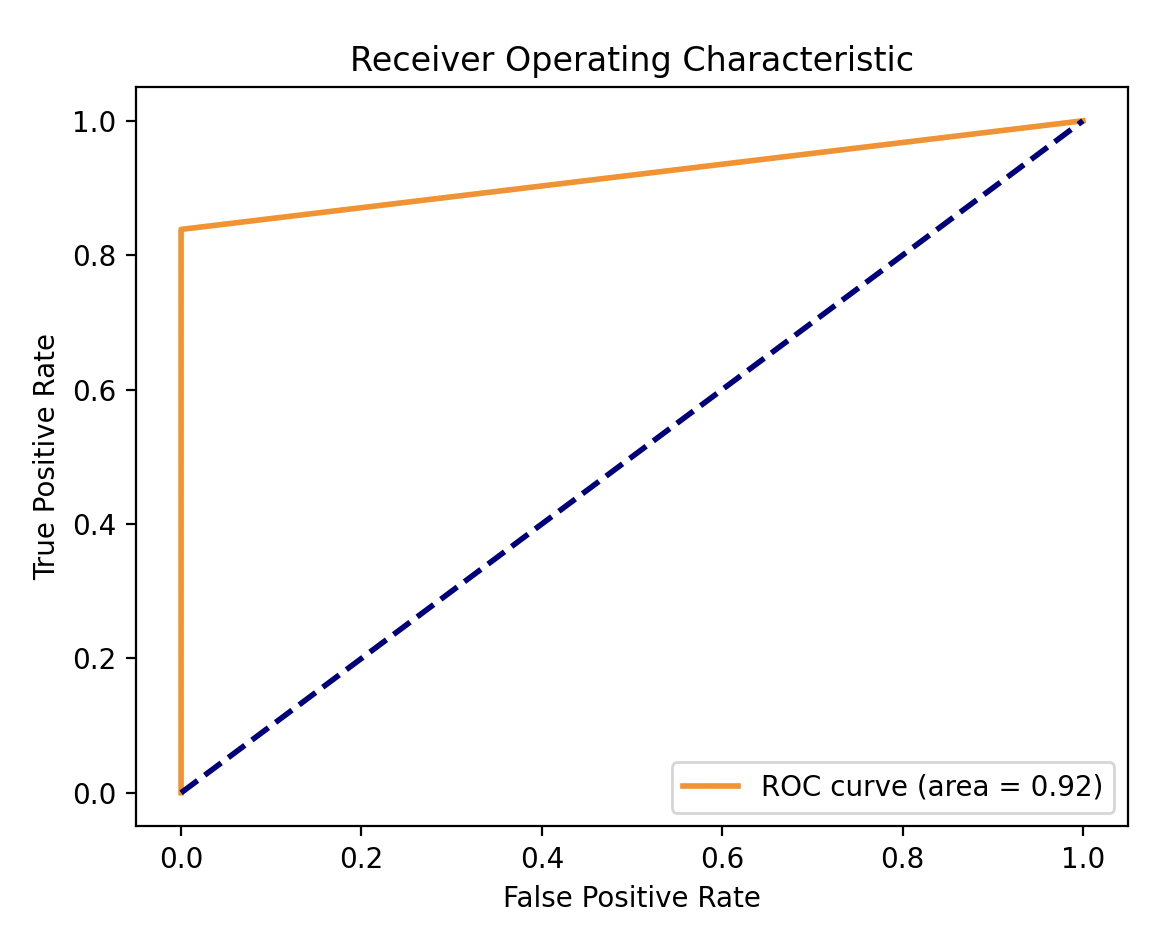 Receiver Operating Characteristic
1.0
0.8
0.6
0.4
0.2
0.0
True Positive Rate
ROC curve (area = 0.92)
0.0 0.2 0.4 0.6 0.8 1.0
False Positive Rate